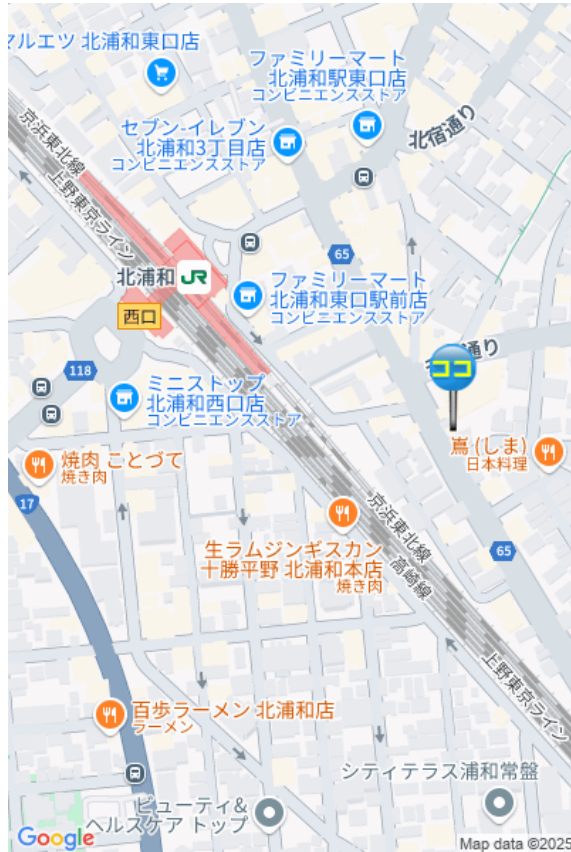 マルエツ 北浦和東口店
ファミリーマート
北浦和駅東口店
コンビニエンスストア
セブン-イレブン
北浦和3丁目店
コンビニエンスストア
北宿通り
京浜東北線
上野東京ライン
65
北浦和
JR
西口
ファミリーマート
北浦和東口駅前店
コンビニエンスストア
通り
ココ
118
ミニストップ
北浦和西口店
コンビニエンスストア
焼肉 ことづて
焼き肉
嶌 (しま)
日本料理
17
京浜東北線
高崎線
生ラムジンギスカン
十勝平野 北浦和本店
焼き肉
65
上野東京ライン
百歩ラーメン 北浦和店
ラーメン
シティテラス浦和常盤
ビューティ&
ヘルスケア トップ
Google
Map data ©2025